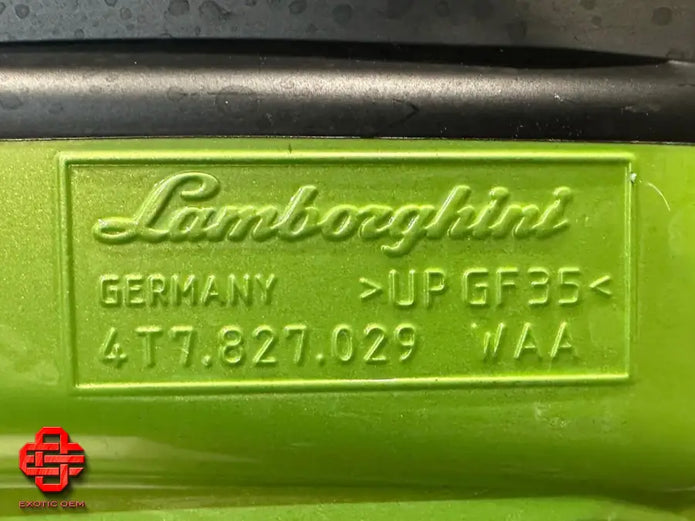 Lamborghini
GERMANY >UP GF35<
4T7.827.029 WAA
EXOTIC OEM